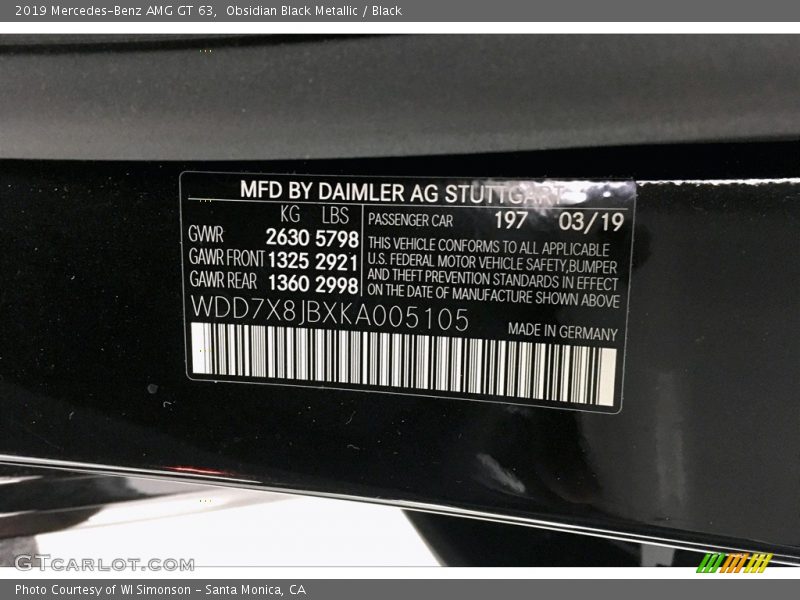 2019 Mercedes-Benz AMG GT 63, Obsidian Black Metallic / Black
MFD BY DAIMLER AG STUTTGART
KG LBS
GVWR 2630 5798
GAWR FRONT 1325 2921
GAWR REAR 1360 2998
PASSENGER CAR 197 03/19
THIS VEHICLE CONFORMS TO ALL APPLICABLE
U.S. FEDERAL MOTOR VEHICLE SAFETY,BUMPER
AND THEFT PREVENTION STANDARDS IN EFFECT
ON THE DATE OF MANUFACTURE SHOWN ABOVE
WDD7X8JBXKA005105
MADE IN GERMANY
GTCARLOT.COM
Photo Courtesy of WI Simonson - Santa Monica, CA